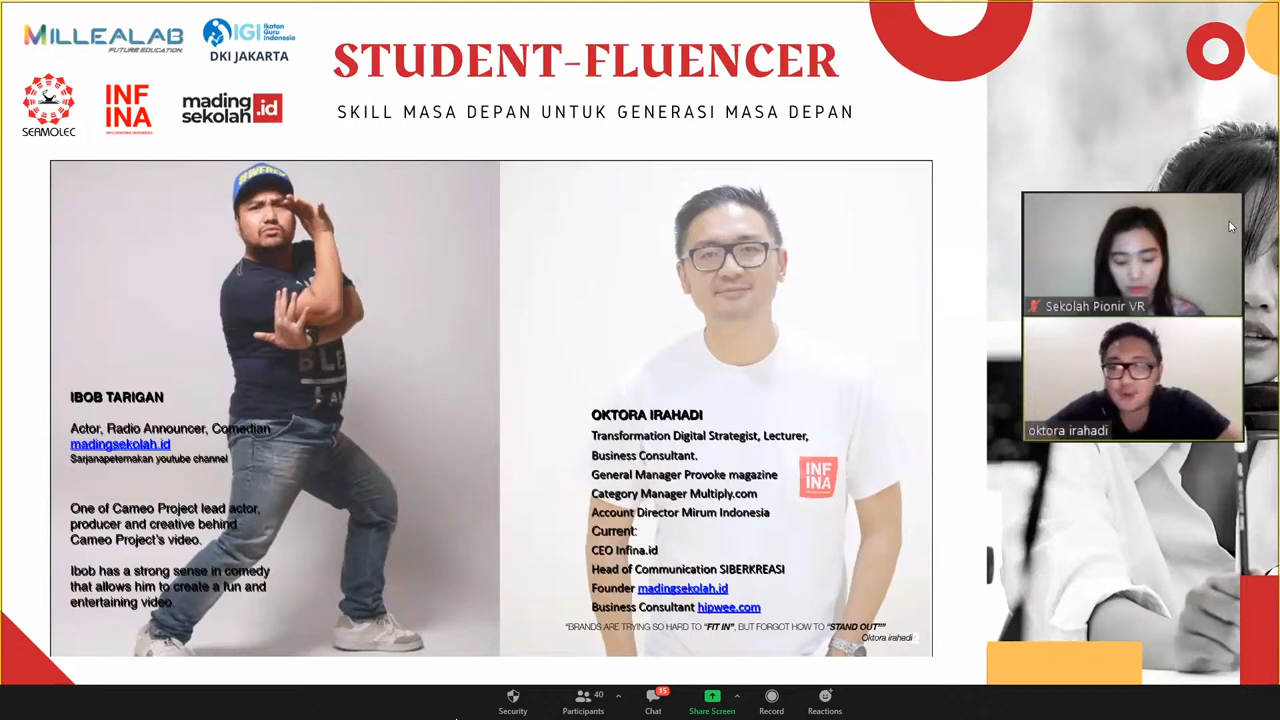 MILLEALAB
FUTURE EDUCATION
IGI
Ikatan
Guru
Indonesia
DKI JAKARTA
SEAMOLEC
INF
INA
INFLUENCING INDONESIA
mading
sekolah
.id
STUDENT-FLUENCER
SKILL MASA DEPAN UNTUK GENERASI MASA DEPAN
IBOB TARIGAN
Actor, Radio Announcer, Comedian
madingsekolah.id
Sarjanapeternakan youtube channel
One of Cameo Project lead actor,
producer and creative behind
Cameo Project's video.
Ibob has a strong sense in comedy
that allows him to create a fun and
entertaining video
OKTORA IRAHADI
Transformation Digital Strategist, Lecturer,
Business Consultant.
General Manager Provoke magazine
Category Manager Multiply.com
Account Director Mirum Indonesia
Current:
CEO Infina.id
Head of Communication SIBERKREASI
Founder madingsekolah.id
Business Consultant hipwee.com
"BRANDS ARE TRYING SO HARD TO "FIT IN", BUT FORGOT HOW TO "STAND OUT""
Oktora irahadi
INF
INA
Sekolah Pionir VR
oktora irahadi
Security
Participants
40
Chat
15
Share Screen
Record
Reactions